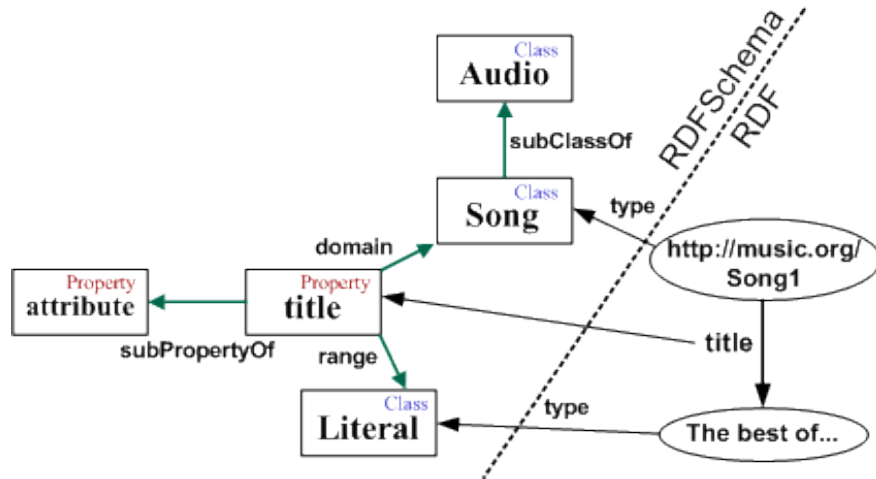 Class
Audio
RDFSchema
RDF
subClassOf
Class
Song
type
http://music.org/
Song1
domain
Property
attribute
Property
title
subPropertyOf
range
title
Class
Literal
type
The best of...